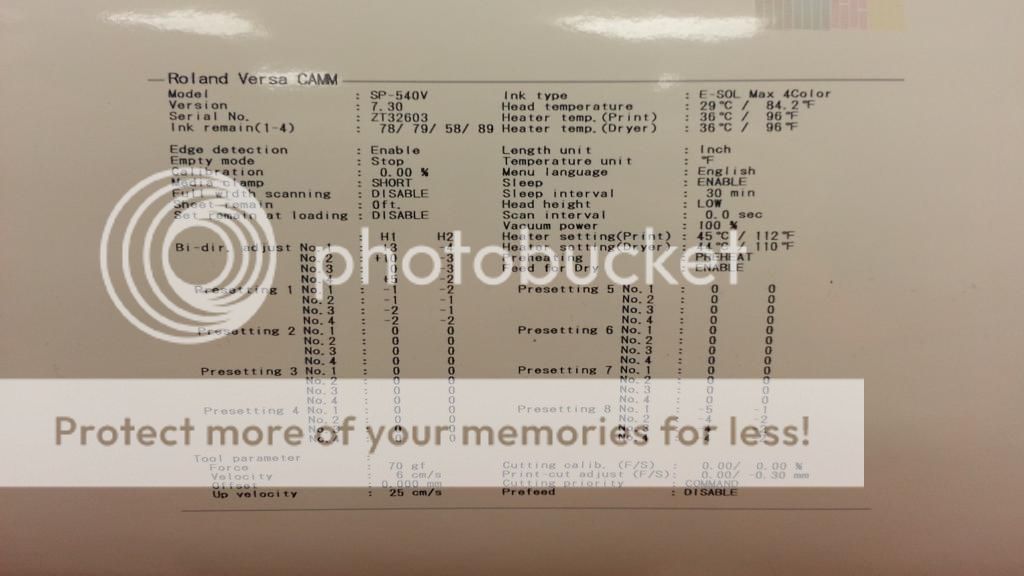 Roland Versa CAMM
Model : SP-540V Ink type : E-SOL Max 4Color
Version : 7.30 Head temperature : 29°C / 84.2°F
Serial No. : ZT32603 Heater temp.(Print) : 36°C / 96°F
Ink remain(1-4) : 78/ 79/ 58/ 89 Heater temp.(Dryer) : 36°C / 96°F
Edge detection : Enable Length unit : Inch
Empty mode : Stop Temperature unit : °F
Calibration : 0.00 % Menu language : English
Media clamp : SHORT Sleep : ENABLE
Full width scanning : DISABLE Sleep interval : 30 min
Sheet remain : 0ft. Head height : LOW
Set remain at loading : DISABLE Scan interval : 0.0 sec
Vacuum power : 100 %
: H1 H2 Heater setting(Print) : 45°C / 112°F
Bi-dir. adjust No.1 : Heater setting(Dryer) : 44°C / 110°F
No.2 : Preheating : PREHEAT
No.3 : -3 Feed for Dry : ENABLE
No.4 : -2
Presetting 1 No.1 : -1 -2 Presetting 5 No.1 : 0 0
No.2 : -1 -1 No.2 : 0 0
No.3 : -2 -1 No.3 : 0 0
No.4 : -2 -2 No.4 : 0 0
Presetting 2 No.1 : 0 0 Presetting 6 No.1 : 0 0
No.2 : 0 0 No.2 : 0 0
No.3 : 0 0 No.3 : 0 0
No.4 : 0 0 No.4 : 0 0
Presetting 3 No.1 : 0 0 Presetting 7 No.1 : 0 0
No.2 : 0 0 No.2 : 0 0
No.3 : 0 0 No.3 : 0 0
No.4 : 0 0 No.4 : 0 0
Presetting 4 No.1 : 0 0 Presetting 8 No.1 : -5 -1
No.2 : 0 0 No.2 : -4 -2
photobucket
Protect more of your memories for less!
Tool parameter
Force : 70 gf Cutting calib. (F/S) : 0.00/ 0.00 %
Velocity : 6 cm/s Print-cut adjust (F/S) : 0.00/ -0.30 mm
Offset : 0.000 mm Cutting priority : COMMAND
Up velocity : 25 cm/s Prefeed : DISABLE